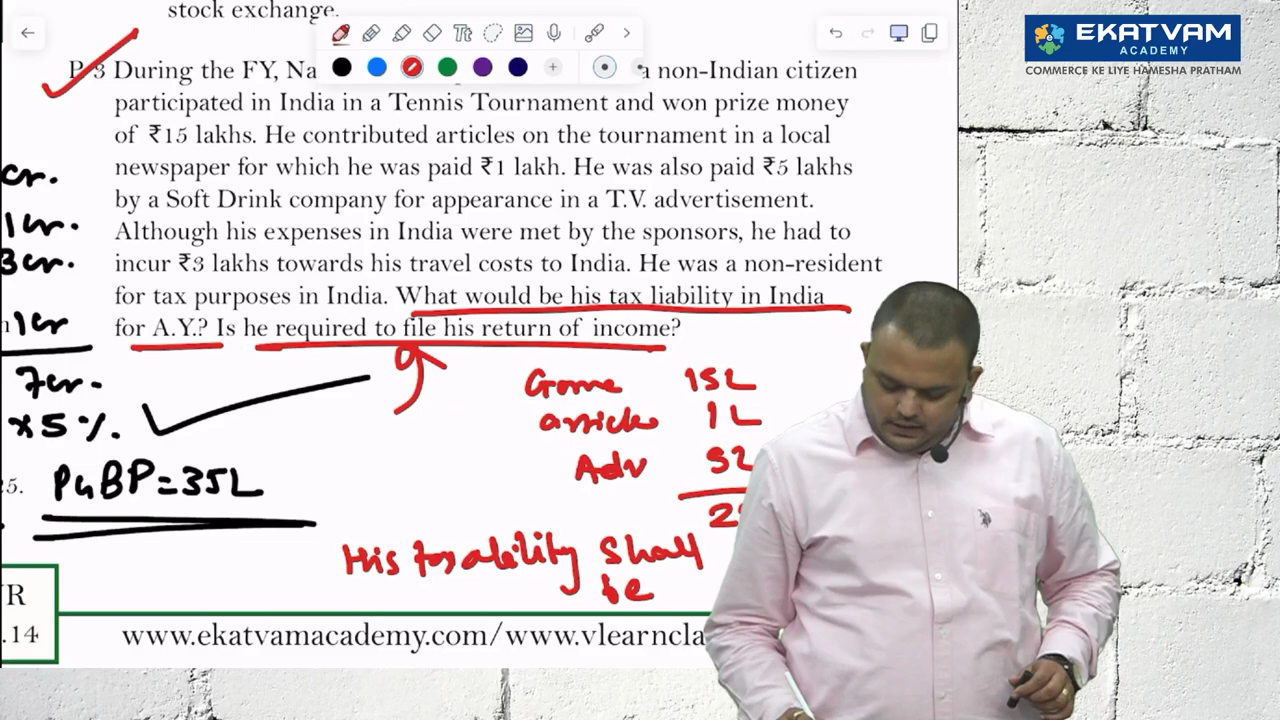 stock exchange.
EKATVAM
ACADEMY
COMMERCE KE LIYE HAMESHA PRATHAM
P 3 During the FY, Na a non-Indian citizen
participated in India in a Tennis Tournament and won prize money
of ₹15 lakhs. He contributed articles on the tournament in a local
newspaper for which he was paid ₹1 lakh. He was also paid ₹5 lakhs
by a Soft Drink company for appearance in a T.V. advertisement.
Although his expenses in India were met by the sponsors, he had to
incur ₹3 lakhs towards his travel costs to India. He was a non-resident
for tax purposes in India. What would be his tax liability in India
for A.Y.? Is he required to file his return of income?
cr.
1cr.
3cr.
1cr
7cr.
x5%.
PGBP=35L
5.
Game 15L
article 1L
Adv 5L
2
His taxability Shall
be
R
.14
www.ekatvamacademy.com/www.vlearncla